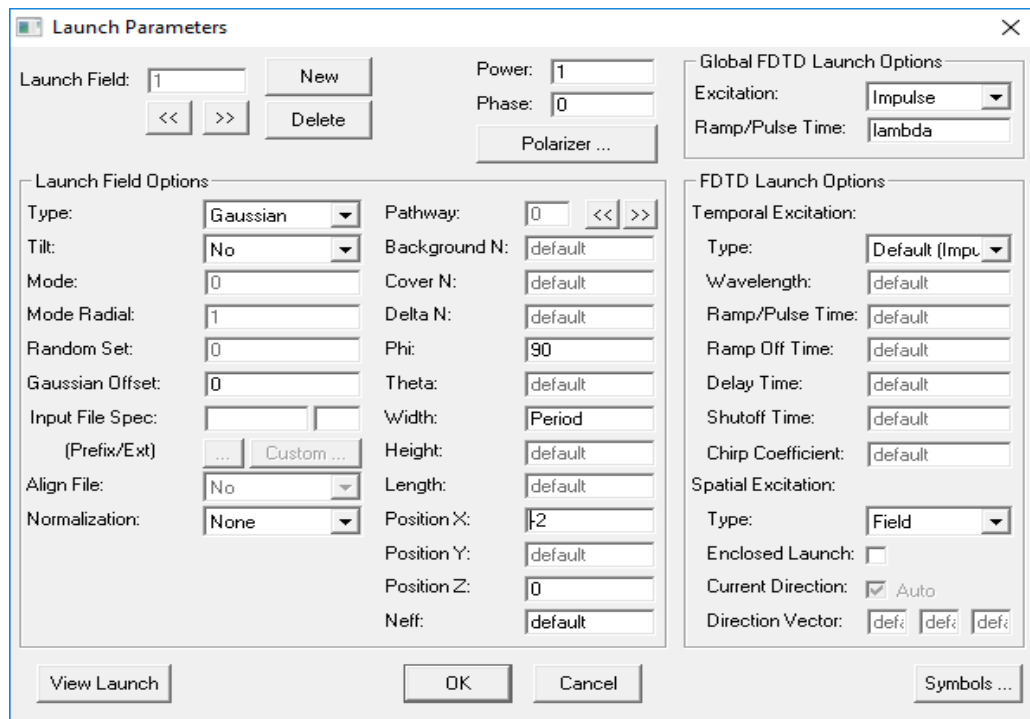 Launch Parameters
Launch Field: 1 New
<< >> Delete
Power: 1
Phase: 0
Polarizer ...
Global FDTD Launch Options
Excitation: Impulse
Ramp/Pulse Time: lambda
Launch Field Options
Type: Gaussian
Tilt: No
Mode: 0
Mode Radial: 1
Random Set: 0
Gaussian Offset: 0
Input File Spec:
(Prefix/Ext) ... Custom ...
Align File: No
Normalization: None
Pathway: 0 << >>
Background N: default
Cover N: default
Delta N: default
Phi: 90
Theta: default
Width: Period
Height: default
Length: default
Position X: -2
Position Y: default
Position Z: 0
Neff: default
FDTD Launch Options
Temporal Excitation:
Type: Default (Impu
Wavelength: default
Ramp/Pulse Time: default
Ramp Off Time: default
Delay Time: default
Shutoff Time: default
Chirp Coefficient: default
Spatial Excitation:
Type: Field
Enclosed Launch:
Current Direction: Auto
Direction Vector: defa defa defa
View Launch OK Cancel Symbols ...